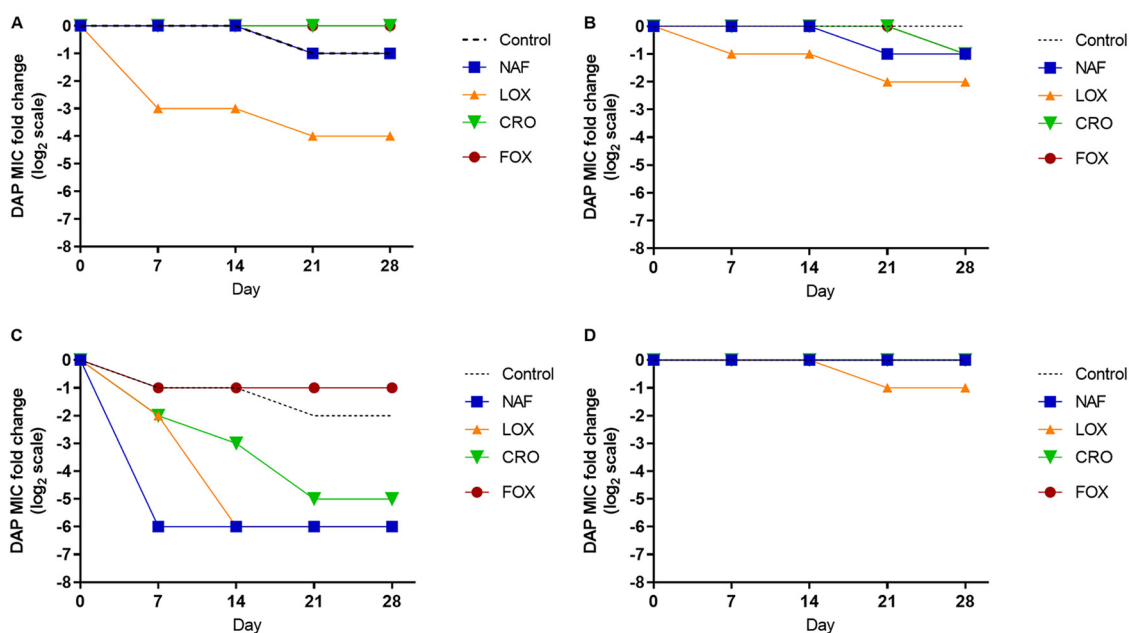 A
DAP MIC fold change
(log2 scale)
0
-1
-2
-3
-4
-5
-6
-7
-8
0 7 14 21 28
Day
Control
NAF
LOX
CRO
FOX
B
DAP MIC fold change
(log2 scale)
0
-1
-2
-3
-4
-5
-6
-7
-8
0 7 14 21 28
Day
Control
NAF
LOX
CRO
FOX
C
DAP MIC fold change
(log2 scale)
0
-1
-2
-3
-4
-5
-6
-7
-8
0 7 14 21 28
Day
Control
NAF
LOX
CRO
FOX
D
DAP MIC fold change
(log2 scale)
0
-1
-2
-3
-4
-5
-6
-7
-8
0 7 14 21 28
Day
Control
NAF
LOX
CRO
FOX